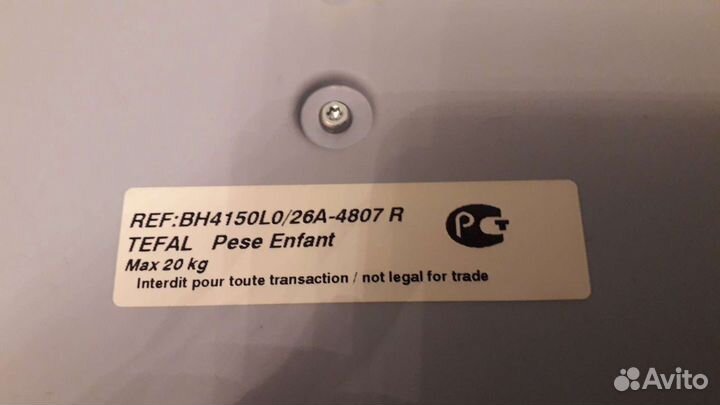 REF:BH4150L0/26A-4807 R
TEFAL Pese Enfant
Max 20 kg
Interdit pour toute transaction / not legal for trade
РСТ
Avito